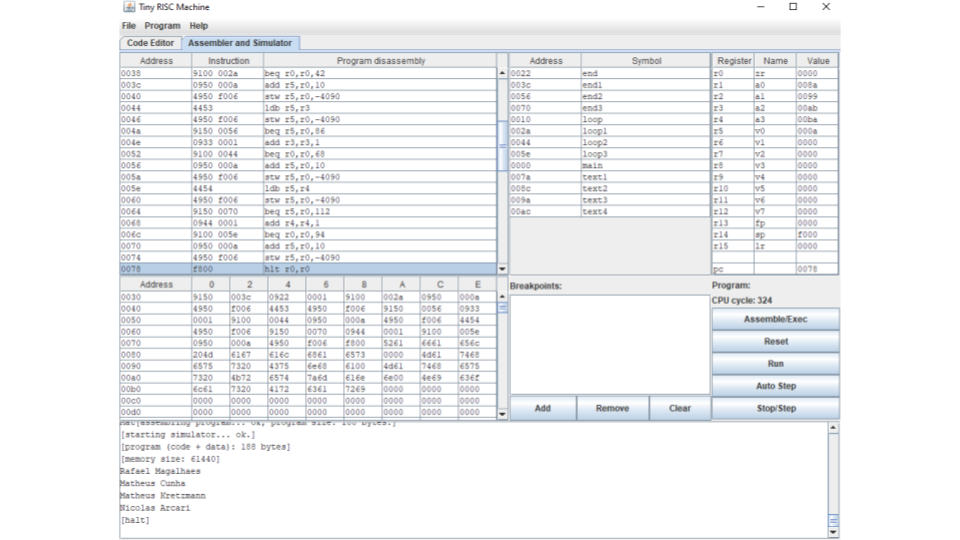 Tiny RISC Machine
File Program Help
Code Editor Assembler and Simulator
Address Instruction Program disassembly
0038 9100 002a beq r0,r0,42
003c 0950 000a add r5,r0,10
0040 4950 f006 stw r5,r0,-4090
0044 4453 ldb r5,r3
0046 4950 f006 stw r5,r0,-4090
004a 9150 0056 beq r5,r0,86
004e 0933 0001 add r3,r3,1
0052 9100 0044 beq r0,r0,68
0056 0950 000a add r5,r0,10
005a 4950 f006 stw r5,r0,-4090
005e 4454 ldb r5,r4
0060 4950 f006 stw r5,r0,-4090
0064 9150 0070 beq r5,r0,112
0068 0944 0001 add r4,r4,1
006c 9100 005e beq r0,r0,94
0070 0950 000a add r5,r0,10
0074 4950 f006 stw r5,r0,-4090
0078 f800 hlt r0,r0
Address Symbol
0022 end
003c end1
0056 end2
0070 end3
0010 loop
002a loop1
0044 loop2
005e loop3
0000 main
007a text1
008c text2
009a text3
00ac text4
Register Name Value
r0 zr 0000
r1 a0 008a
r2 a1 0099
r3 a2 00ab
r4 a3 00ba
r5 v0 000a
r6 v1 0000
r7 v2 0000
r8 v3 0000
r9 v4 0000
r10 v5 0000
r11 v6 0000
r12 v7 0000
r13 fp 0000
r14 sp f000
r15 lr 0000
pc 0078
Address 0 2 4 6 8 A C E
0030 9150 003c 0922 0001 9100 002a 0950 000a
0040 4950 f006 4453 4950 f006 9150 0056 0933
0050 0001 9100 0044 0950 000a 4950 f006 4454
0060 4950 f006 9150 0070 0944 0001 9100 005e
0070 0950 000a 4950 f006 f800 5261 6661 656c
0080 204d 6167 616c 6861 6573 0000 4d61 7468
0090 6575 7320 4375 6e68 6100 4d61 7468 6575
00a0 7320 4b72 6574 7a6d 616e 6e00 4e69 636f
00b0 6c61 7320 4172 6361 7269 0000 0000 0000
00c0 0000 0000 0000 0000 0000 0000 0000 0000
00d0 0000 0000 0000 0000 0000 0000 0000 0000
Breakpoints:
Add Remove Clear
Program:
CPU cycle: 324
Assemble/Exec
Reset
Run
Auto Step
Stop/Step
Mat[assembling program... ok, program size: 188 bytes.]
[starting simulator... ok.]
[program (code + data): 188 bytes]
[memory size: 61440]
Rafael Magalhaes
Matheus Cunha
Matheus Kretzmann
Nicolas Arcari
[halt]